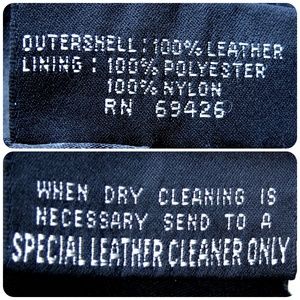 OUTERSHELL: 100% LEATHER
LINING: 100% POLYESTER
100% NYLON
RN 69426
WHEN DRY CLEANING IS
NECESSARY SEND TO A
SPECIAL LEATHER CLEANER ONLY